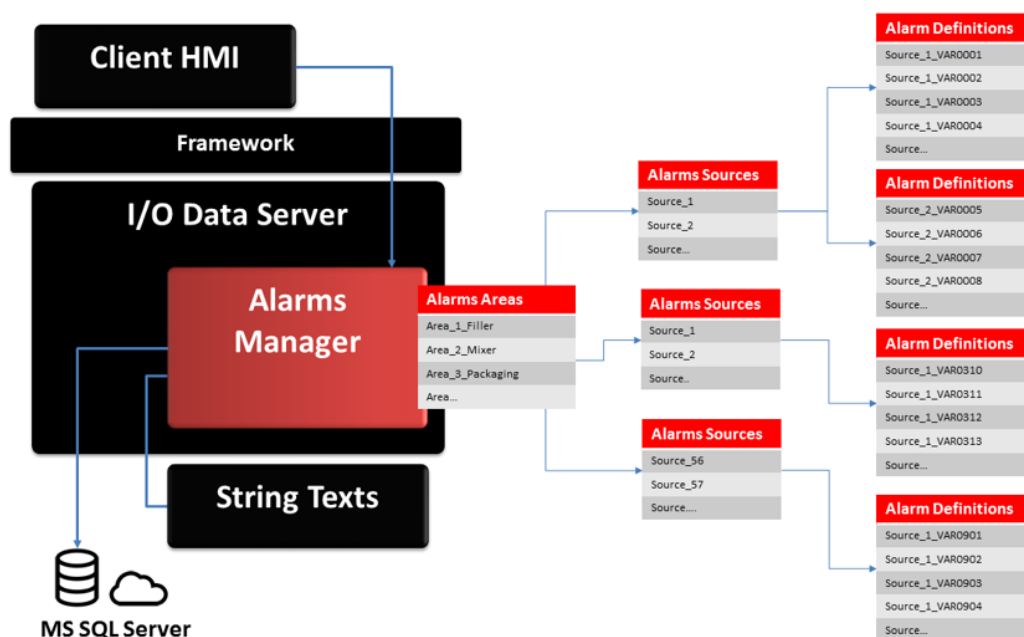 Client HMI
Framework
I/O Data Server
Alarms
Manager
String Texts
MS SQL Server
Alarms Areas
Area_1_Filler
Area_2_Mixer
Area_3_Packaging
Area...
Alarms Sources
Source_1
Source_2
Source...
Alarms Sources
Source_1
Source_2
Source..
Alarms Sources
Source_56
Source_57
Source....
Alarm Definitions
Source_1_VAR0001
Source_1_VAR0002
Source_1_VAR0003
Source_1_VAR0004
Source...
Alarm Definitions
Source_2_VAR0005
Source_2_VAR0006
Source_2_VAR0007
Source_2_VAR0008
Source...
Alarm Definitions
Source_1_VAR0310
Source_1_VAR0311
Source_1_VAR0312
Source_1_VAR0313
Source...
Alarm Definitions
Source_1_VAR0901
Source_1_VAR0902
Source_1_VAR0903
Source_1_VAR0904
Source...